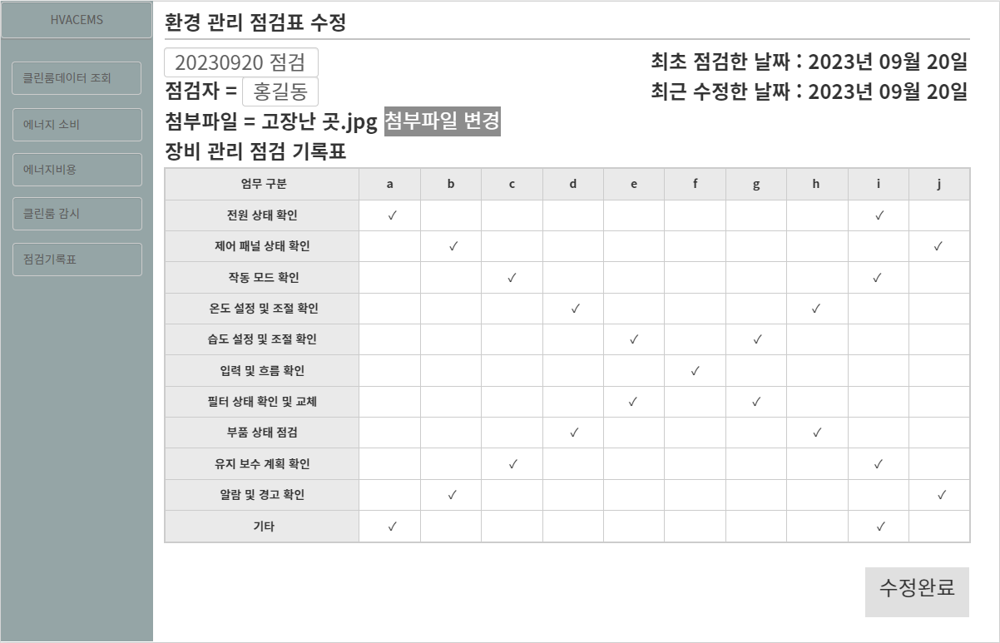 HVACEMS
클린룸데이터 조회
에너지 소비
에너지비용
클린룸 감시
점검기록표
환경 관리 점검표 수정
20230920 점검
최초 점검한 날짜 : 2023년 09월 20일
점검자 = 홍길동
최근 수정한 날짜 : 2023년 09월 20일
첨부파일 = 고장난 곳.jpg 첨부파일 변경
장비 관리 점검 기록표
업무 구분 a b c d e f g h i j
전원 상태 확인 ✓ ✓
제어 패널 상태 확인 ✓ ✓
작동 모드 확인 ✓ ✓
온도 설정 및 조절 확인 ✓ ✓
습도 설정 및 조절 확인 ✓ ✓
입력 및 흐름 확인 ✓
필터 상태 확인 및 교체 ✓ ✓
부품 상태 점검 ✓ ✓
유지 보수 계획 확인 ✓ ✓
알람 및 경고 확인 ✓ ✓
기타 ✓ ✓
수정완료